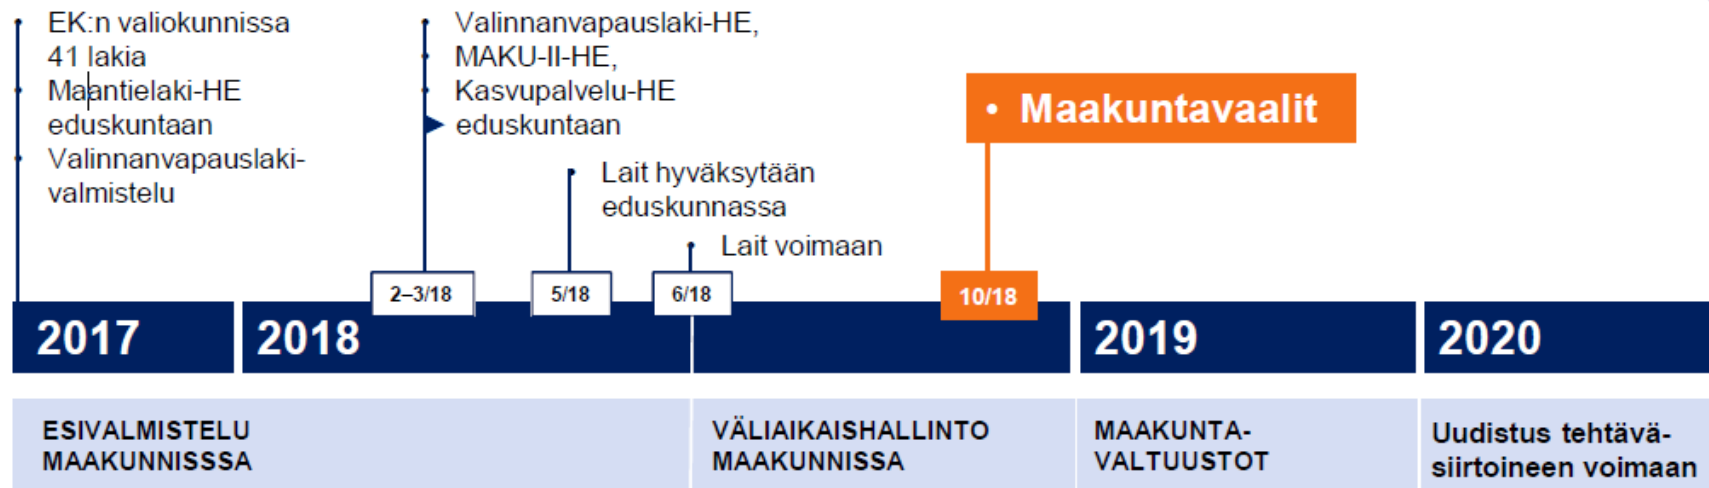 • EK:n valiokunnissa
41 lakia
• Maantielaki-HE
eduskuntaan
• Valinnanvapauslaki-
valmistelu
• Valinnanvapauslaki-HE,
• MAKU-II-HE,
• Kasvupalvelu-HE
eduskuntaan
• Lait hyväksytään
eduskunnassa
• Lait voimaan
• Maakuntavaalit
2–3/18
5/18
6/18
10/18
2017
2018
2019
2020
ESIVALMISTELU
MAAKUNNISSSA
VÄLIAIKAISHALLINTO
MAAKUNNISSA
MAAKUNTA-
VALTUUSTOT
Uudistus tehtävä-
siirtoineen voimaan